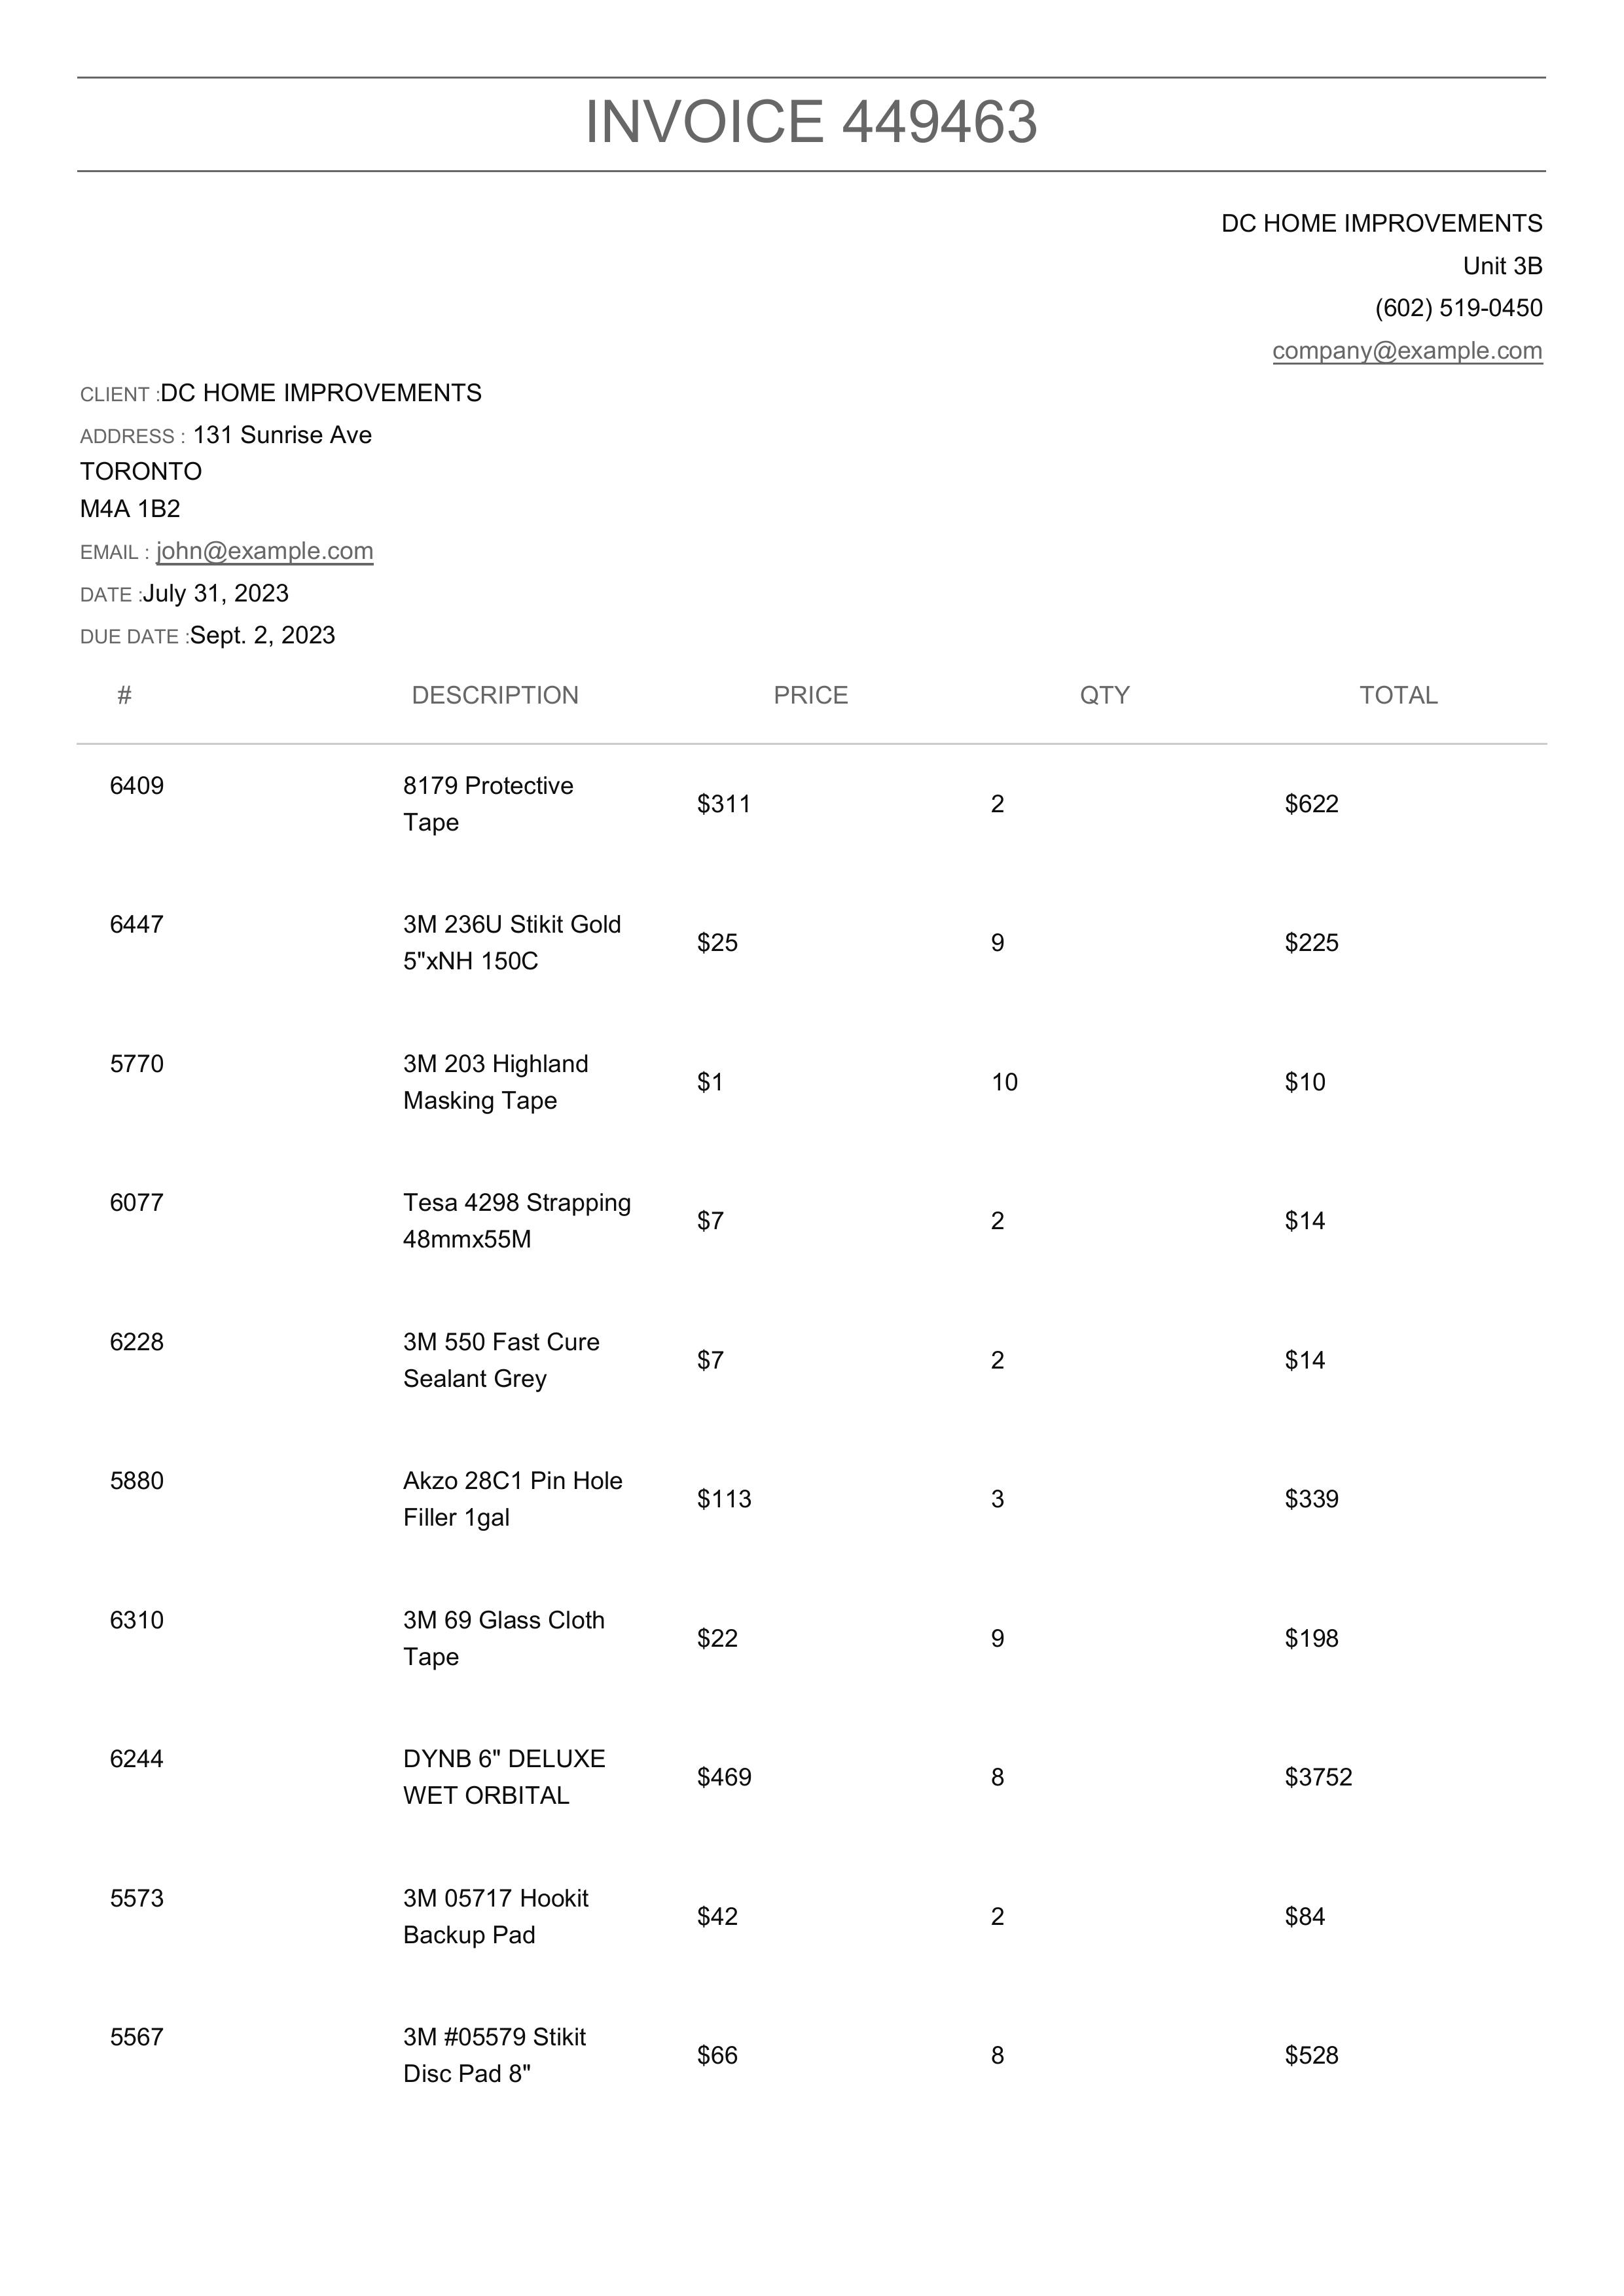 INVOICE 449463
DC HOME IMPROVEMENTS
Unit 3B
(602) 519-0450
company@example.com
CLIENT :DC HOME IMPROVEMENTS
ADDRESS : 131 Sunrise Ave
TORONTO
M4A 1B2
EMAIL : john@example.com
DATE :July 31, 2023
DUE DATE :Sept. 2, 2023
# DESCRIPTION PRICE QTY TOTAL
6409 8179 Protective
Tape $311 2 $622
6447 3M 236U Stikit Gold
5"xNH 150C $25 9 $225
5770 3M 203 Highland
Masking Tape $1 10 $10
6077 Tesa 4298 Strapping
48mmx55M $7 2 $14
6228 3M 550 Fast Cure
Sealant Grey $7 2 $14
5880 Akzo 28C1 Pin Hole
Filler 1gal $113 3 $339
6310 3M 69 Glass Cloth
Tape $22 9 $198
6244 DYNB 6" DELUXE
WET ORBITAL $469 8 $3752
5573 3M 05717 Hookit
Backup Pad $42 2 $84
5567 3M #05579 Stikit
Disc Pad 8" $66 8 $528